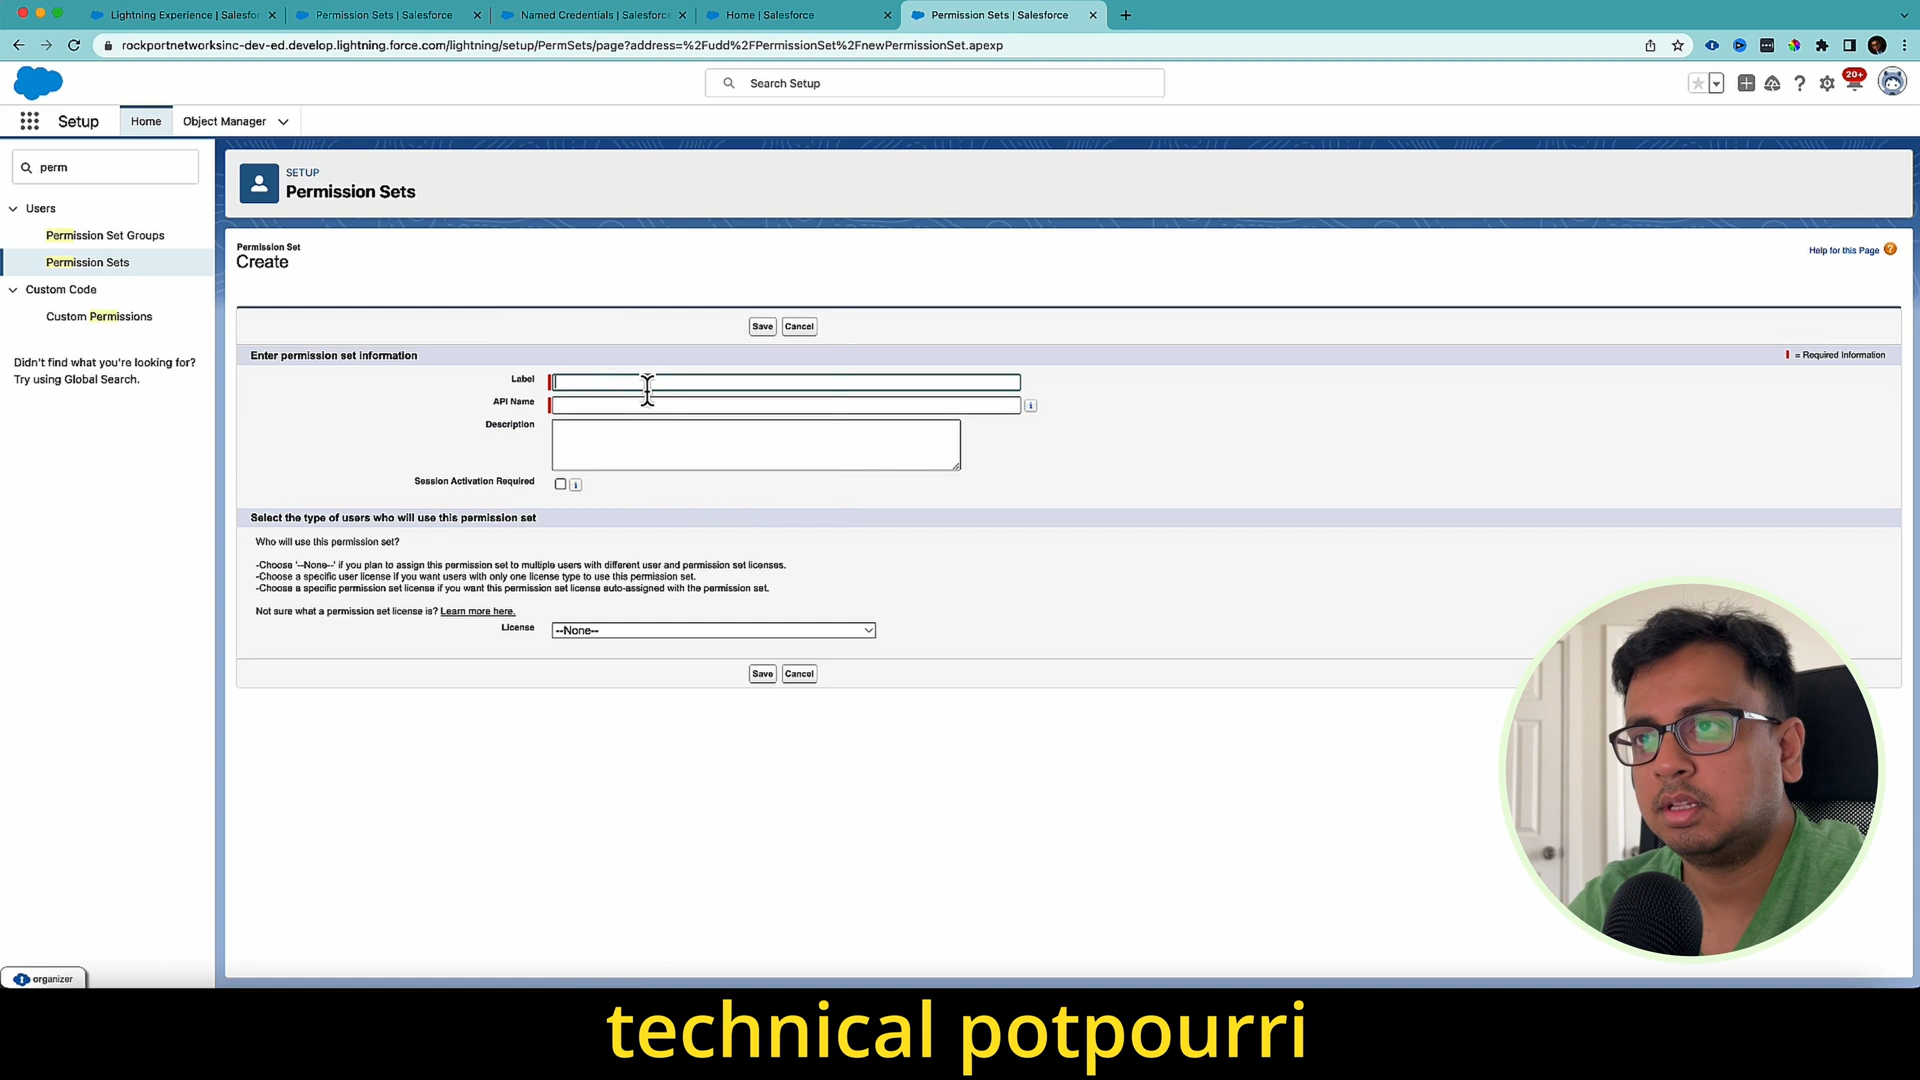 Lightning Experience | Salesfor
Permission Sets | Salesforce
Named Credentials | Salesforc
Home | Salesforce
Permission Sets | Salesforce
rockportnetworksinc-dev-ed.develop.lightning.force.com/lightning/setup/PermSets/page?address=%2Fudd%2FPermissionSet%2FnewPermissionSet.apexp
Search Setup
20+
Setup
Home
Object Manager
perm
Users
Permission Set Groups
Permission Sets
Custom Code
Custom Permissions
Didn't find what you're looking for?
Try using Global Search.
SETUP
Permission Sets
Permission Set
Create
Help for this Page
Save Cancel
Enter permission set information
= Required Information
Label
API Name
Description
Session Activation Required
Select the type of users who will use this permission set
Who will use this permission set?
-Choose '--None--' if you plan to assign this permission set to multiple users with different user and permission set licenses.
-Choose a specific user license if you want users with only one license type to use this permission set.
-Choose a specific permission set license if you want this permission set license auto-assigned with the permission set.
Not sure what a permission set license is? Learn more here.
License
--None--
Save Cancel
organizer
technical potpourri